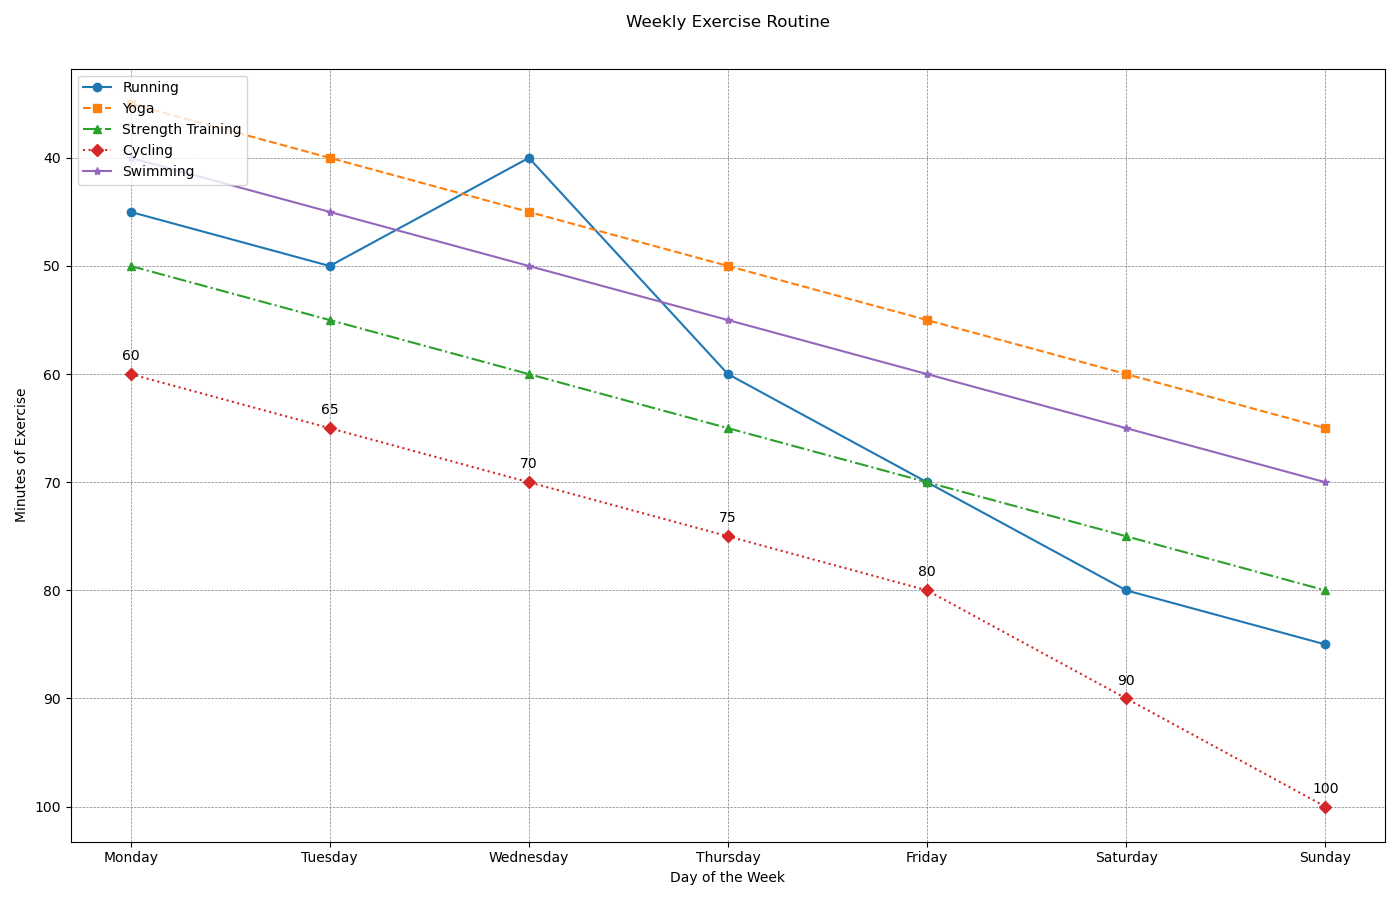 Weekly Exercise Routine
Running
Yoga
Strength Training
Cycling
Swimming
Minutes of Exercise
40
50
60
70
80
90
100
60
65
70
75
80
90
100
Monday
Tuesday
Wednesday
Thursday
Friday
Saturday
Sunday
Day of the Week